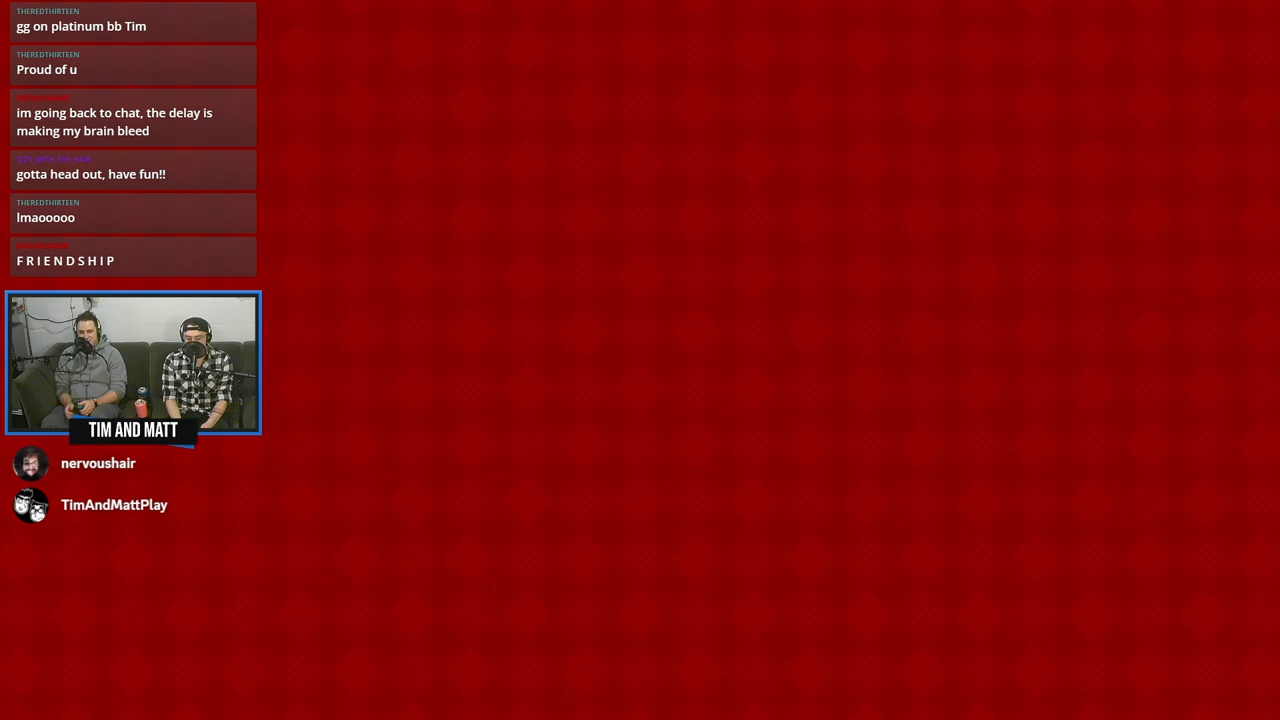 THEREDTHIRTEEN
gg on platinum bb Tim
THEREDTHIRTEEN
Proud of u
im going back to chat, the delay is
making my brain bleed
IZZY_WITH_THE_HAIR
gotta head out, have fun!!
THEREDTHIRTEEN
lmaooooo
F R I E N D S H I P
TIM AND MATT
nervoushair
TimAndMattPlay